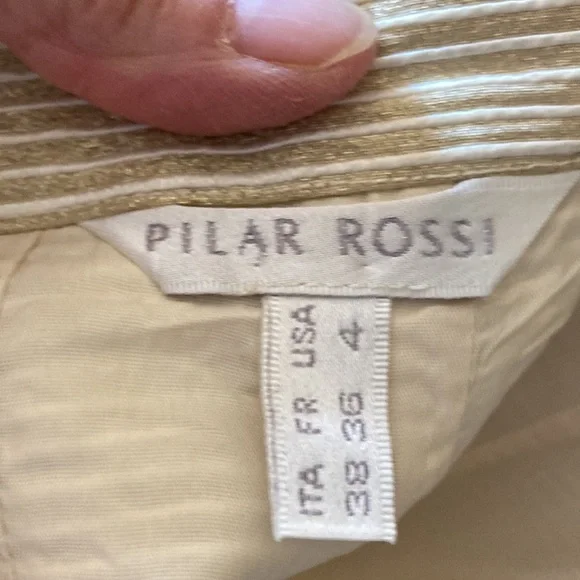 PILAR ROSSI
ITA FR USA
38 36 4